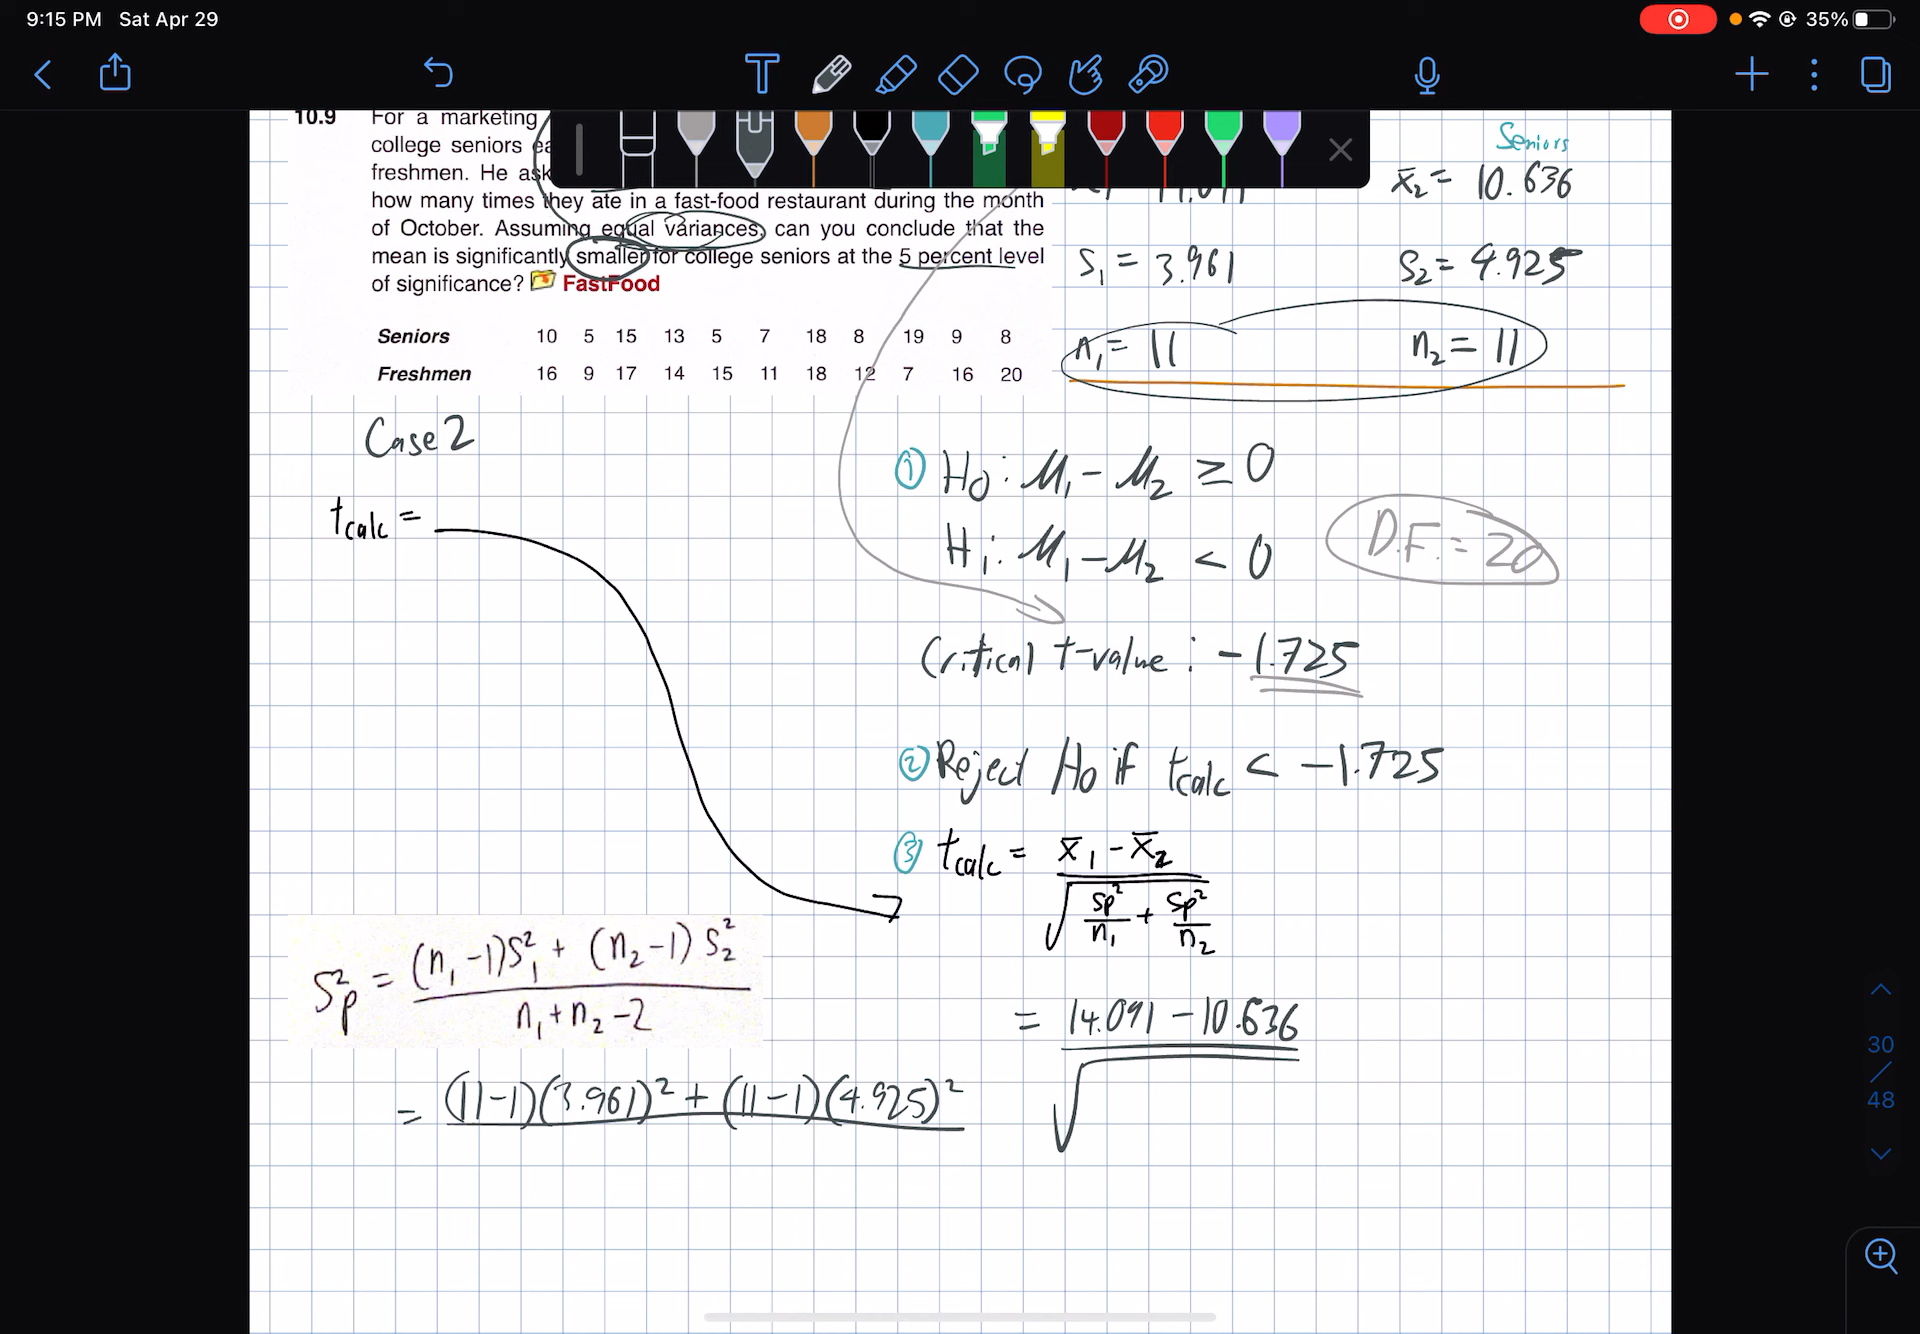 9:15 PM Sat Apr 29
35%
10.9 For a marketing
college seniors ea
freshmen. He ask
how many times they ate in a fast-food restaurant during the month
of October. Assuming equal variances, can you conclude that the
mean is significantly smaller for college seniors at the 5 percent level
of significance? FastFood
Seniors 10 5 15 13 5 7 18 8 19 9 8
Freshmen 16 9 17 14 15 11 18 12 7 16 20
Seniors
x̄₂ = 10.636
S₁ = 3.961 S₂ = 4.925
n₁ = 11 n₂ = 11
Case 2
tcalc =
① H₀: μ₁ - μ₂ ≥ 0
H₁: μ₁ - μ₂ < 0
D.F. = 20
Critical t-value : -1.725
② Reject H₀ if tcalc < -1.725
③ tcalc = x̄₁ - x̄₂
√ sp²/n₁ + sp²/n₂
S²p = (n₁ -1)S²₁ + (n₂ -1) S²₂
n₁ + n₂ -2
= 14.091 - 10.636
√
= (11-1)(3.961)² + (11-1)(4.925)²
30
/
48